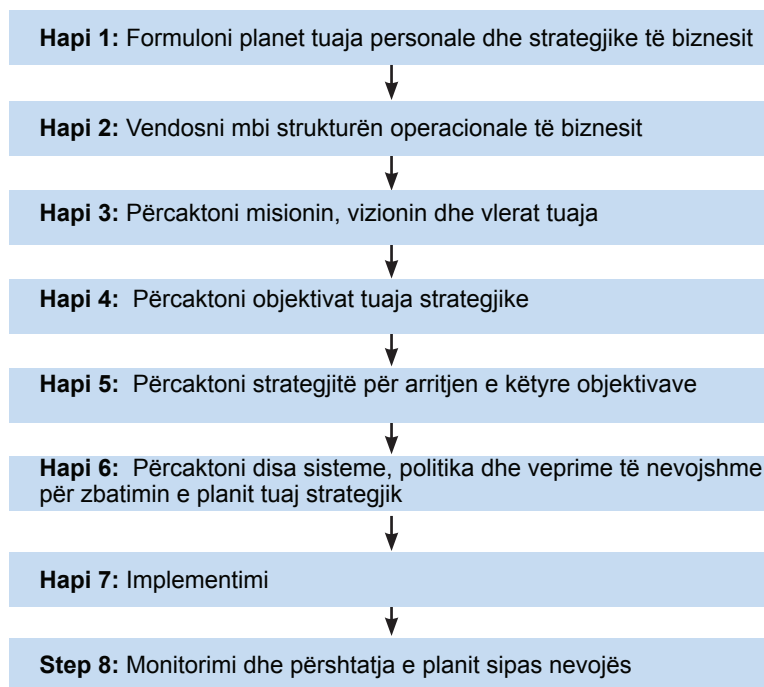 Hapi 1: Formuloni planet tuaja personale dhe strategjike të biznesit
Hapi 2: Vendosni mbi strukturën operacionale të biznesit
Hapi 3: Përcaktoni misionin, vizionin dhe vlerat tuaja
Hapi 4: Përcaktoni objektivat tuaja strategjike
Hapi 5: Përcaktoni strategjitë për arritjen e këtyre objektivave
Hapi 6: Përcaktoni disa sisteme, politika dhe veprime të nevojshme
për zbatimin e planit tuaj strategjik
Hapi 7: Implementimi
Step 8: Monitorimi dhe përshtatja e planit sipas nevojës